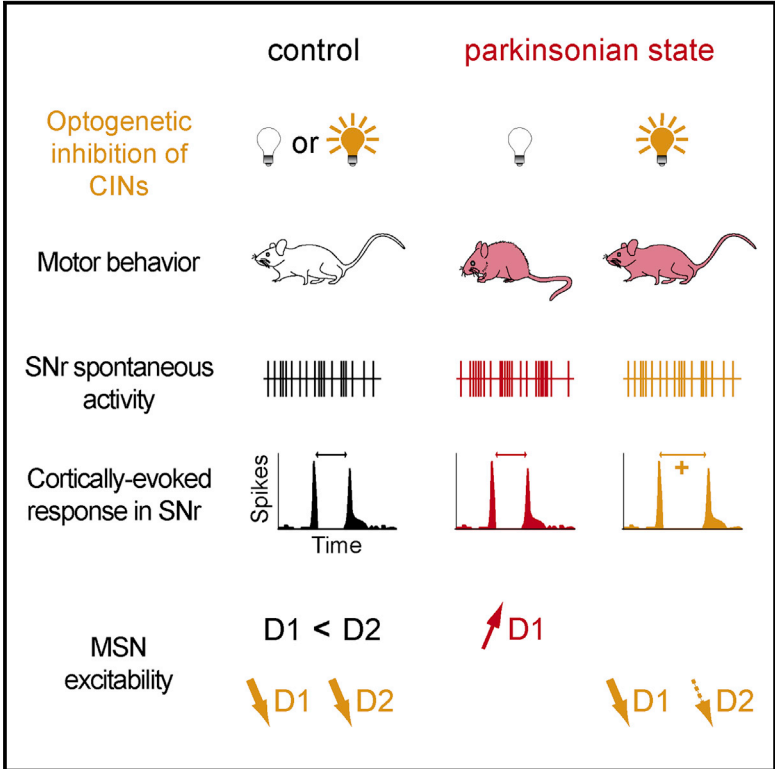 control
parkinsonian state
Optogenetic
inhibition of
CINs
or
Motor behavior
SNr spontaneous
activity
Cortically-evoked
response in SNr
Spikes
Time
+
MSN
excitability
D1 < D2
D1
D1
D2
D1
D2